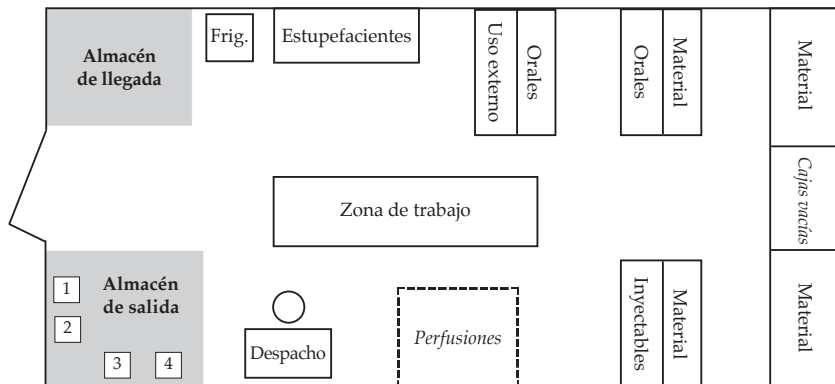 Almacén
de llegada
Frig.
Estupefacientes
Uso externo
Orales
Orales
Material
Material
Cajas vacías
Zona de trabajo
1
2
Almacén
de salida
3
4
Despacho
Perfusiones
Inyectables
Material
Material